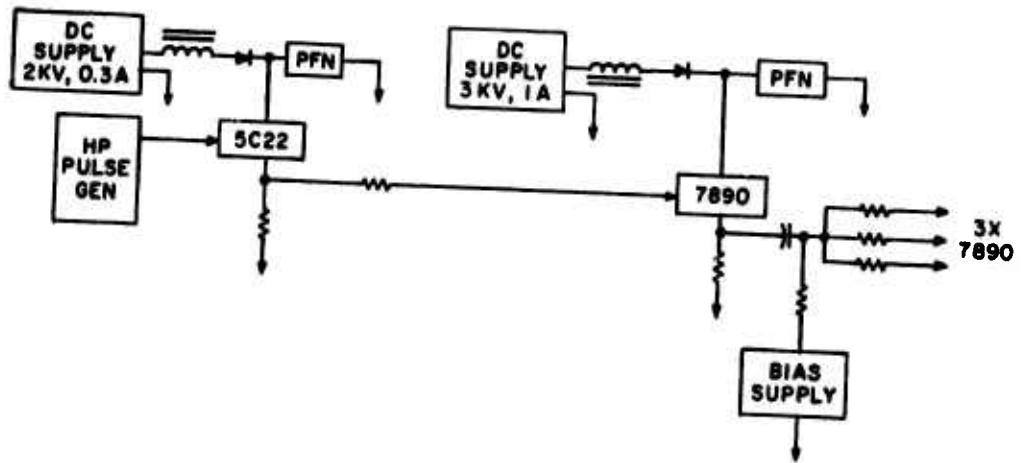 DC
SUPPLY
2KV, 0.3A
PFN
HP
PULSE
GEN
5C22
DC
SUPPLY
3KV, 1A
PFN
7890
3X
7890
BIAS
SUPPLY